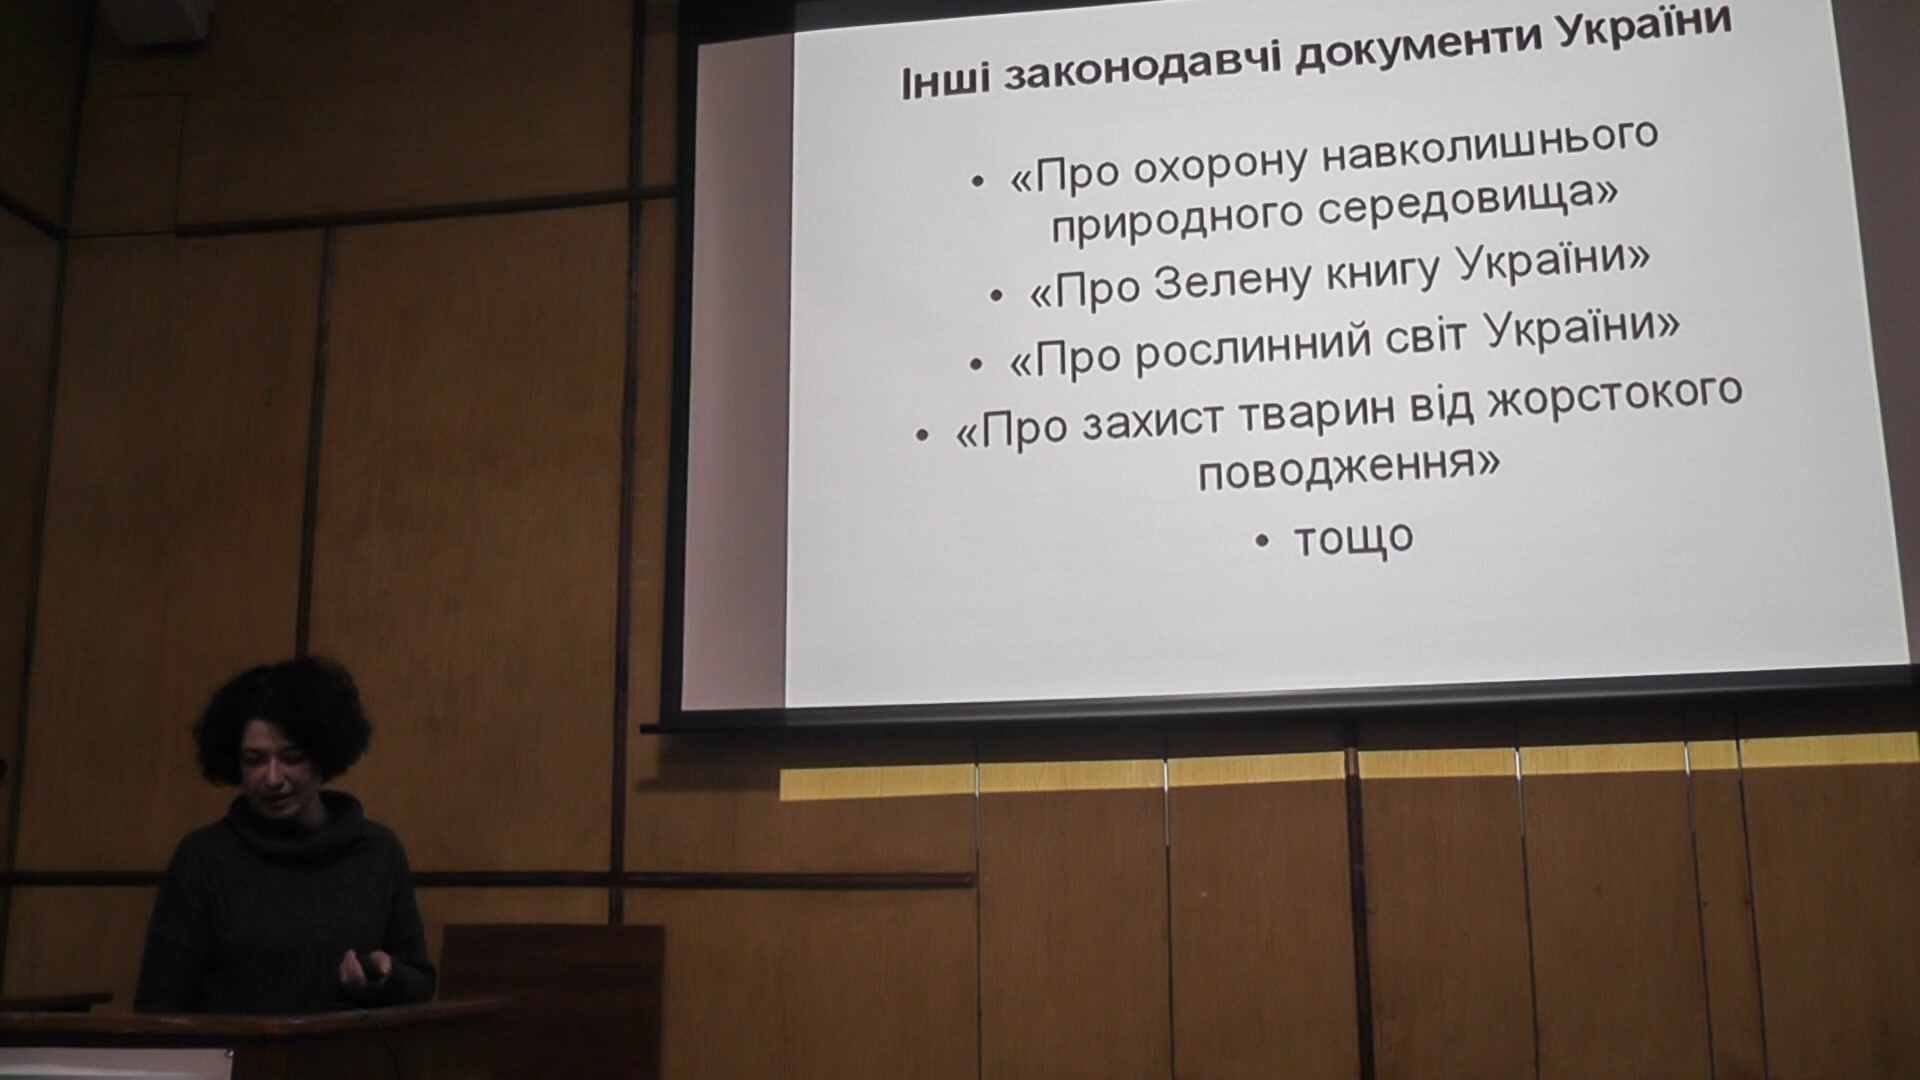 Інші законодавчі документи України
• «Про охорону навколишнього
природного середовища»
• «Про Зелену книгу України»
• «Про рослинний світ України»
• «Про захист тварин від жорстокого
поводження»
• тощо